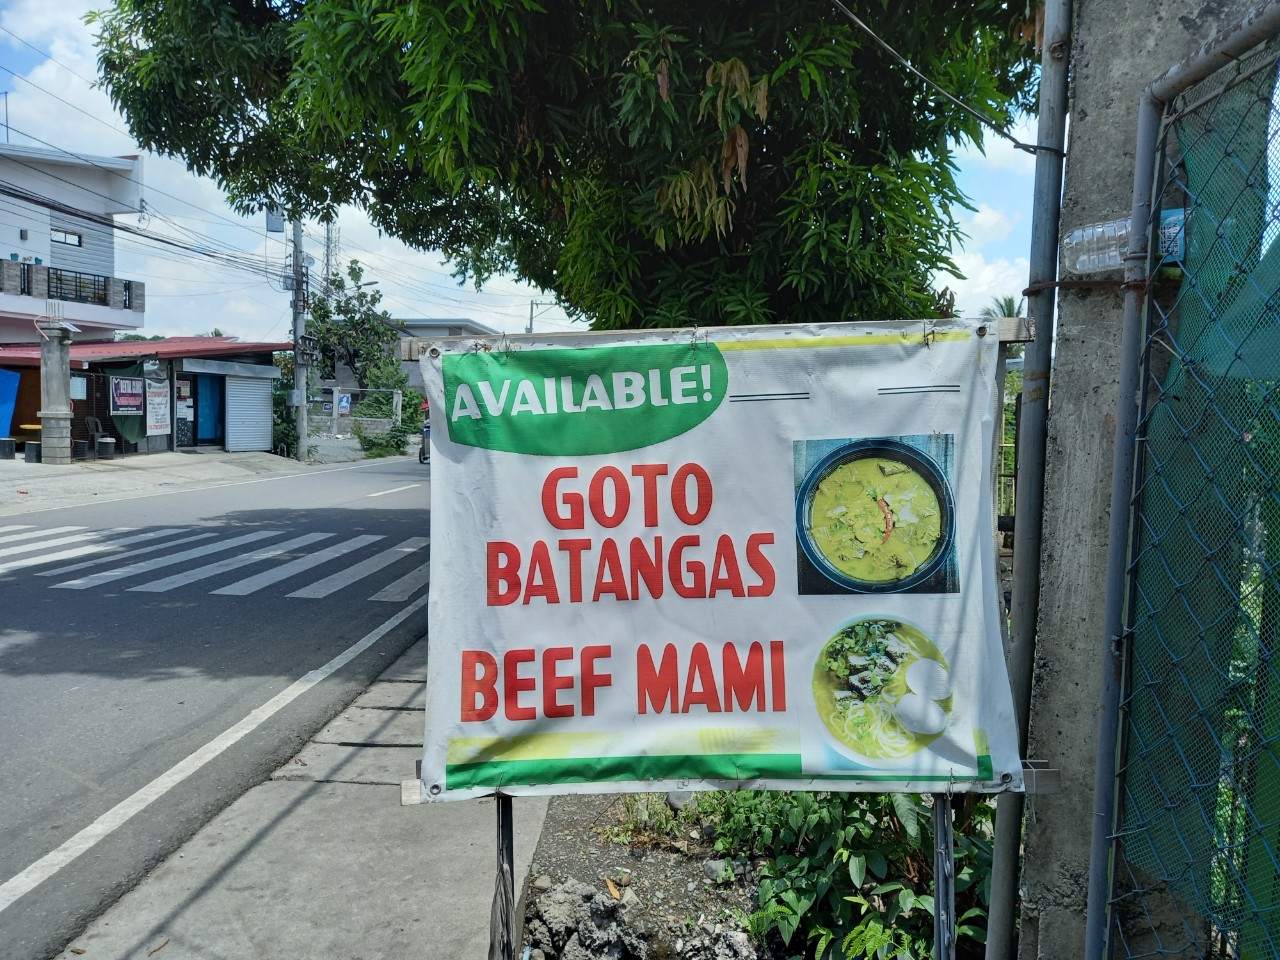 AVAILABLE!
GOTO
BATANGAS
BEEF MAMI